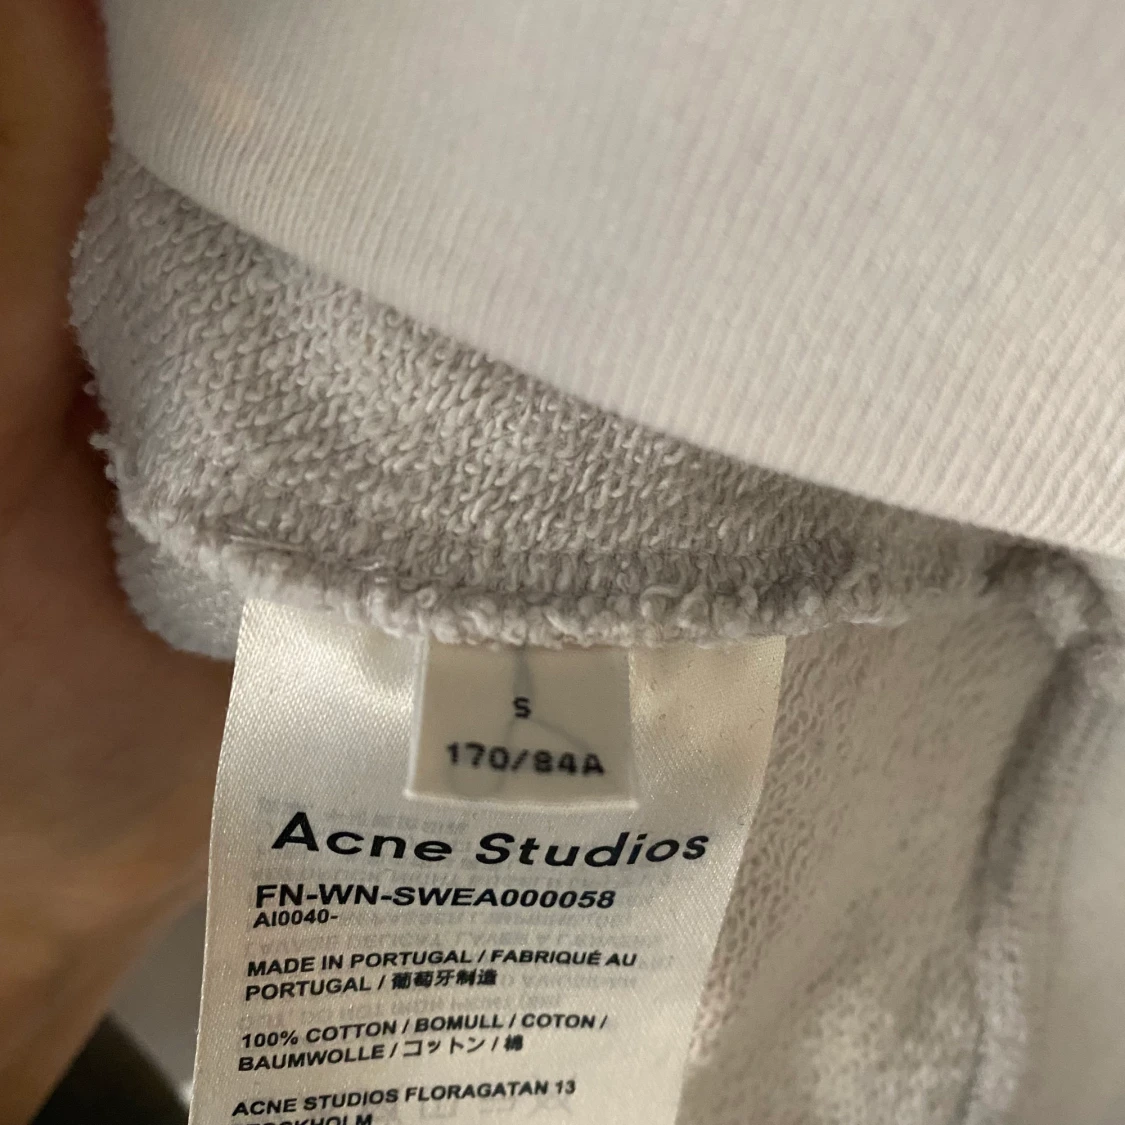 S
170/84A
Acne Studios
FN-WN-SWEA000058
AI0040-
MADE IN PORTUGAL / FABRIQUÉ AU
PORTUGAL / 葡萄牙制造
100% COTTON / BOMULL / COTON /
BAUMWOLLE / コットン / 棉
ACNE STUDIOS FLORAGATAN 13
STOCKHOLM